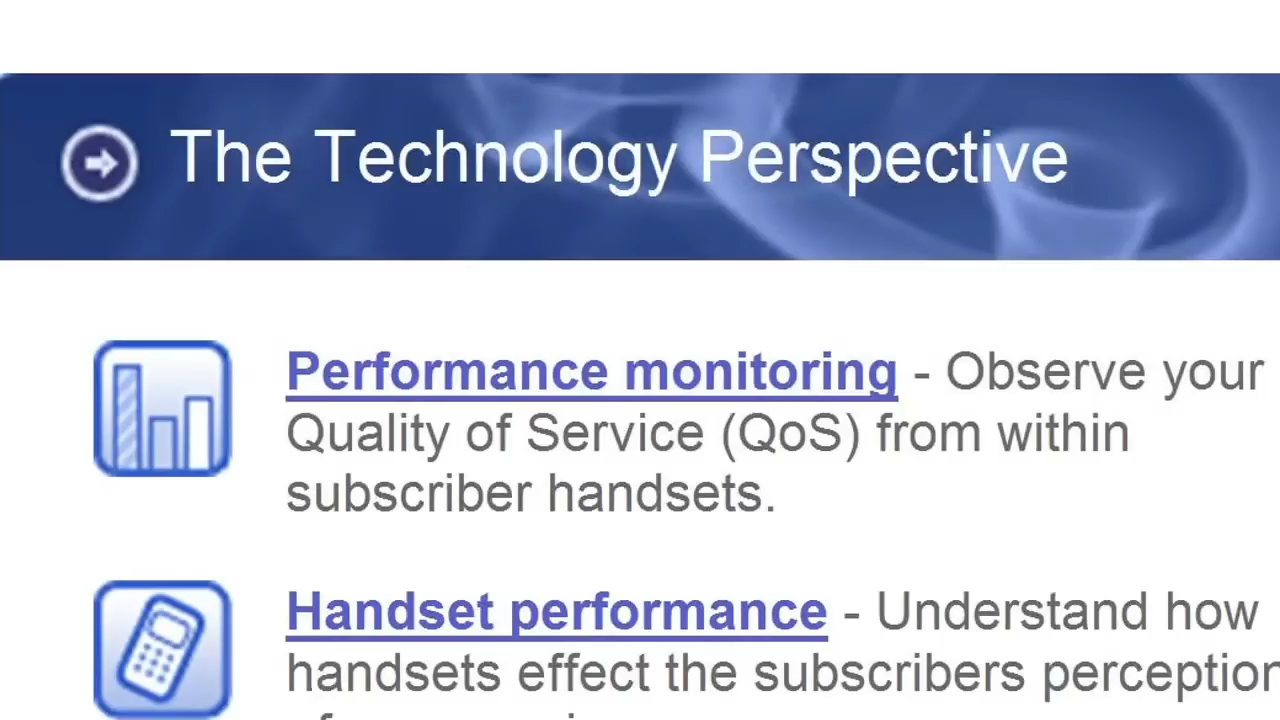 The Technology Perspective
Performance monitoring - Observe your
Quality of Service (QoS) from within
subscriber handsets.
Handset performance - Understand how
handsets effect the subscribers perception